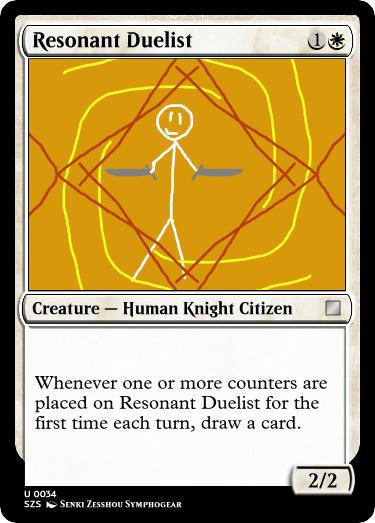 Resonant Duelist 1
Creature — Human Knight Citizen
Whenever one or more counters are
placed on Resonant Duelist for the
first time each turn, draw a card.
2/2
U 0034
SZS Senki Zesshou Symphogear